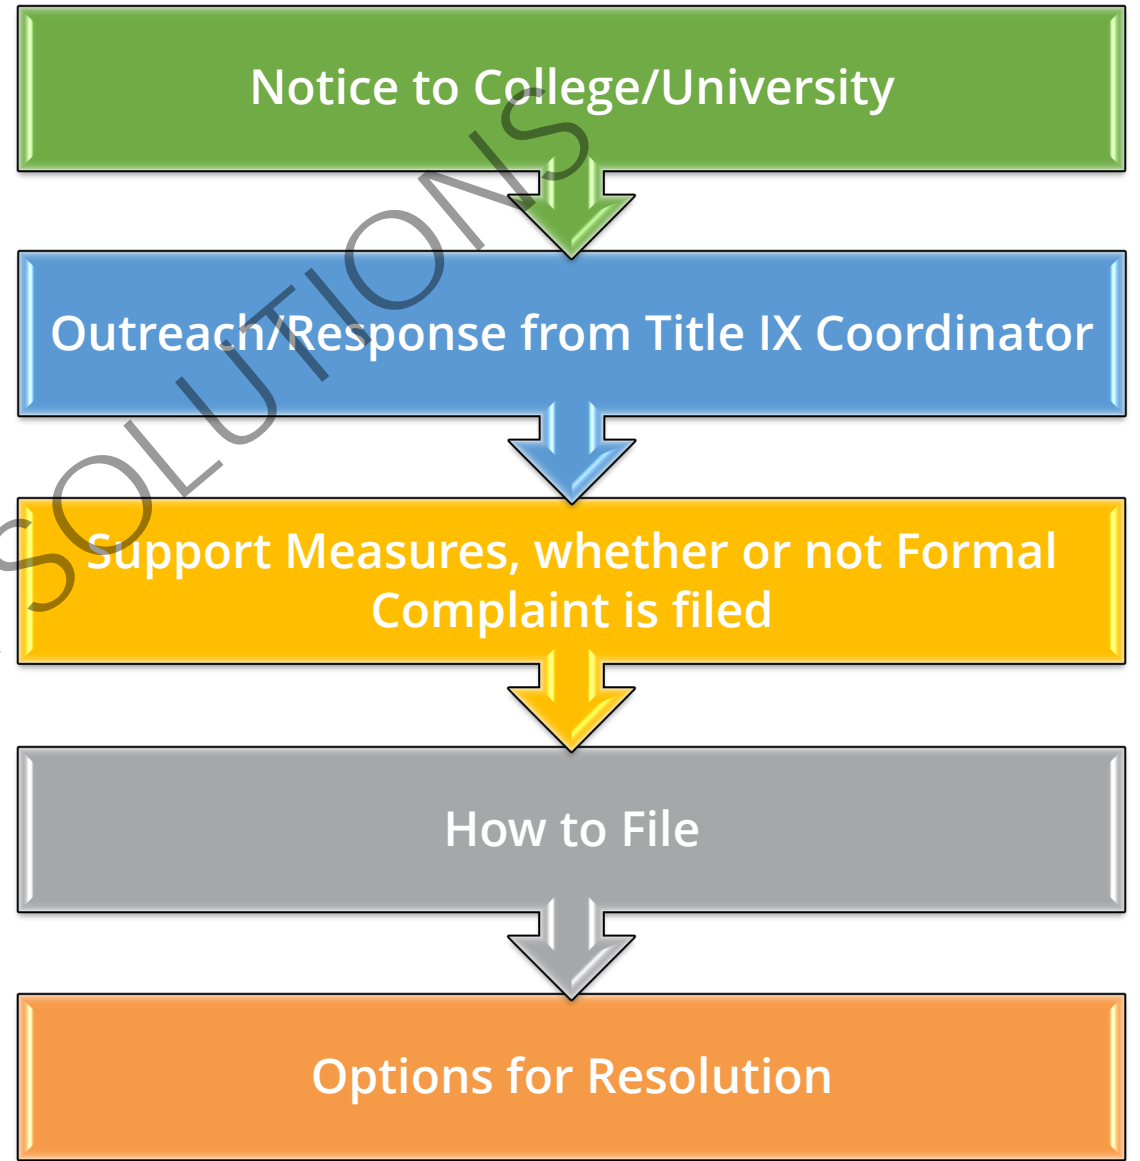 Notice to College/University
Outreach/Response from Title IX Coordinator
Support Measures, whether or not Formal
Complaint is filed
How to File
Options for Resolution
SOLUTIONS